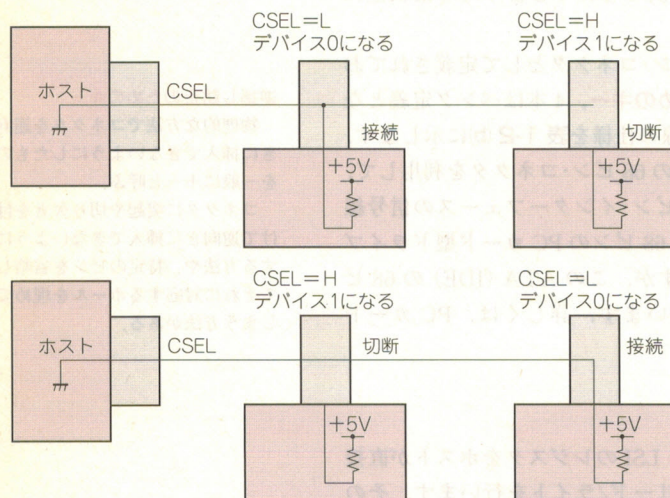 CSEL=L
デバイス0になる
CSEL=H
デバイス1になる
ホスト
CSEL
接続
+5V
切断
+5V
CSEL=H
デバイス1になる
CSEL=L
デバイス0になる
ホスト
CSEL
切断
+5V
接続
+5V